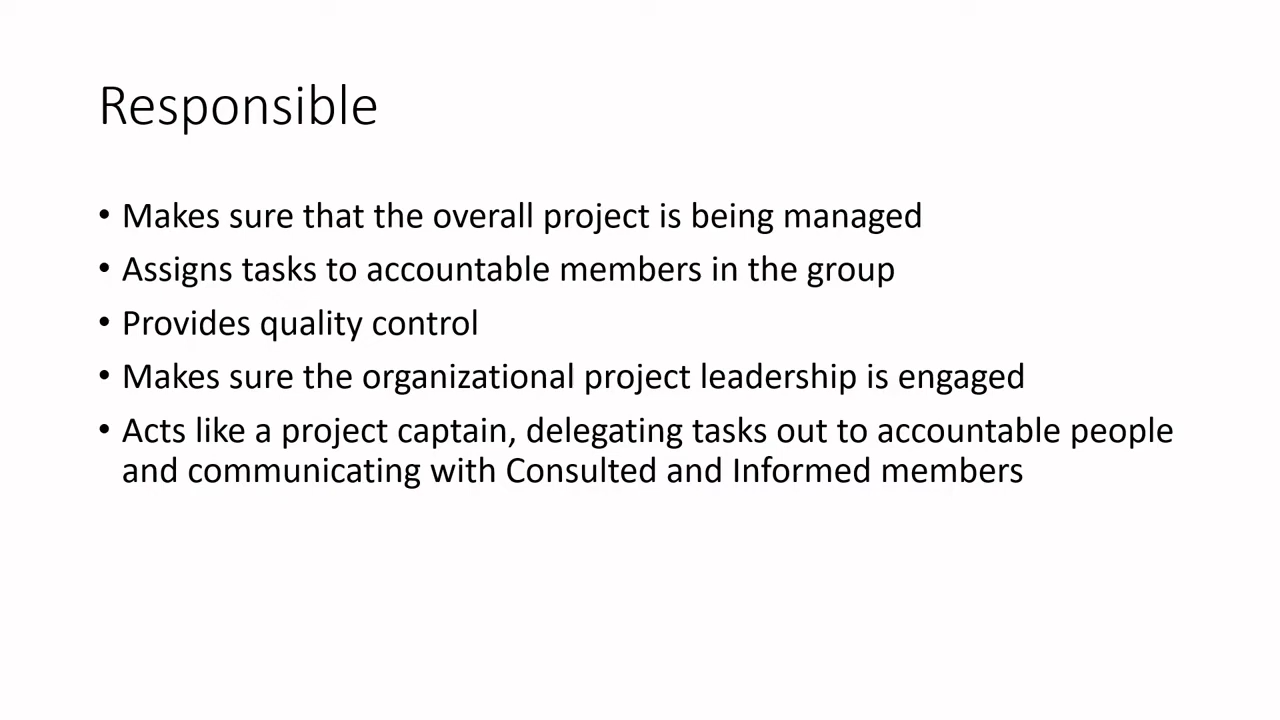 Responsible
• Makes sure that the overall project is being managed
• Assigns tasks to accountable members in the group
• Provides quality control
• Makes sure the organizational project leadership is engaged
• Acts like a project captain, delegating tasks out to accountable people
and communicating with Consulted and Informed members